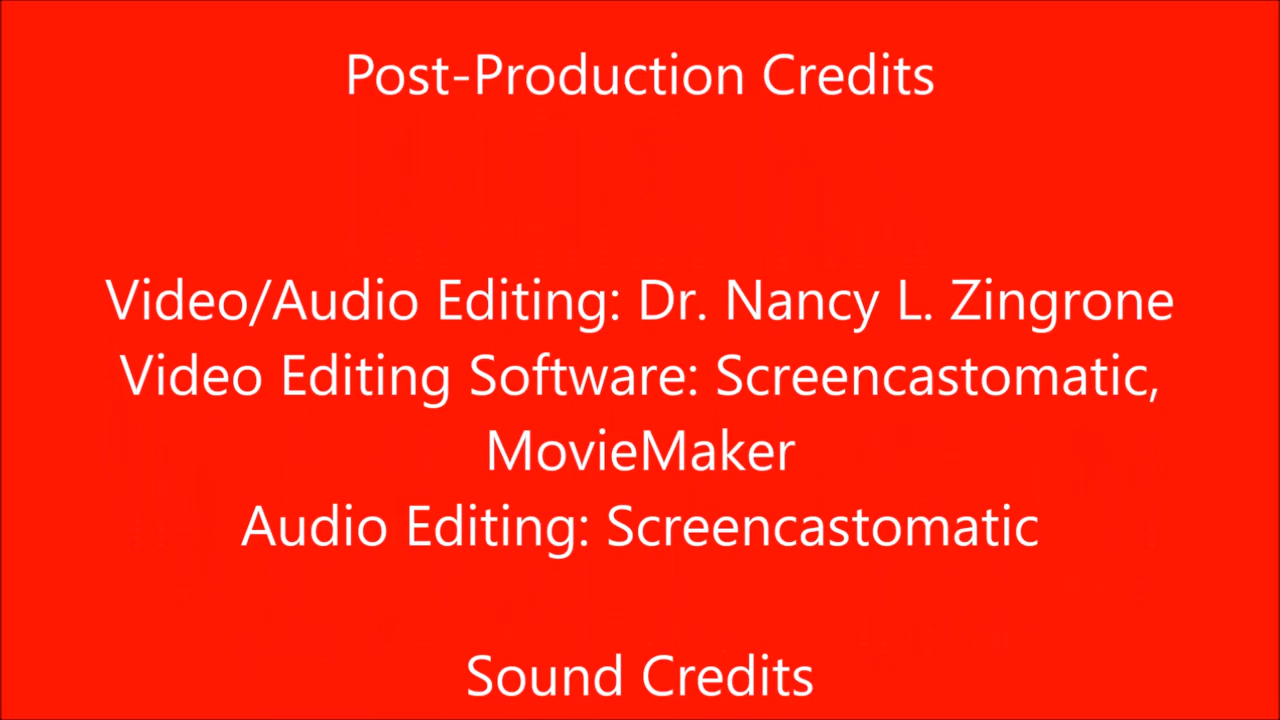 Post-Production Credits
Video/Audio Editing: Dr. Nancy L. Zingrone
Video Editing Software: Screencastomatic,
MovieMaker
Audio Editing: Screencastomatic
Sound Credits